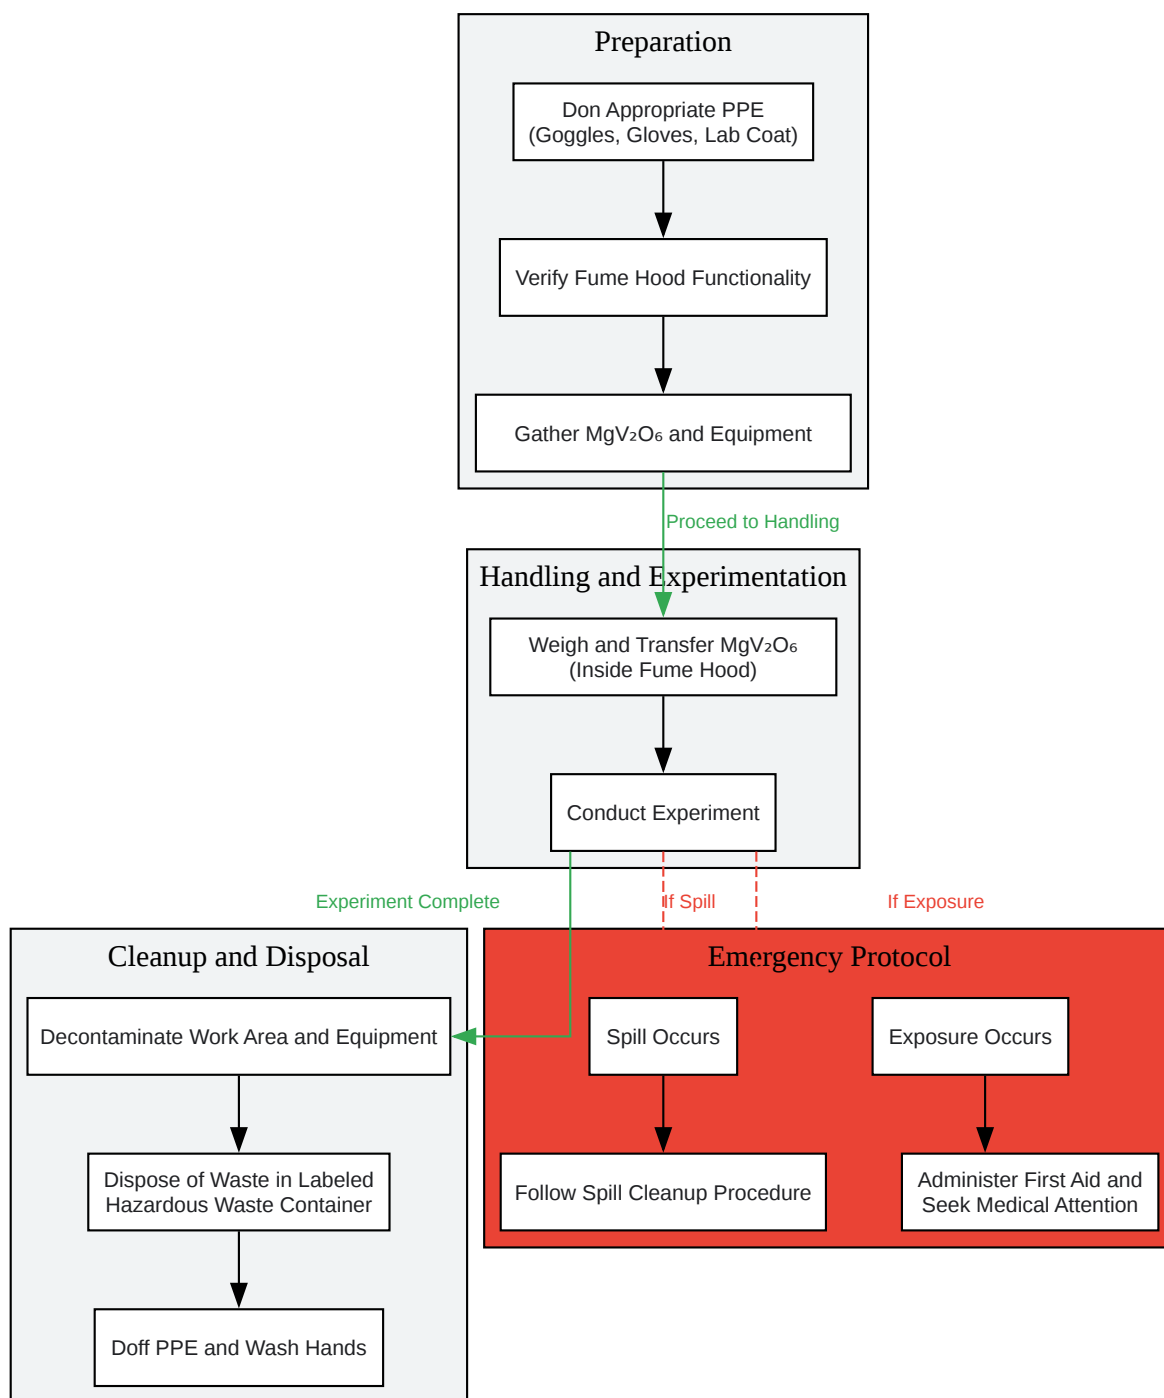 Preparation
Don Appropriate PPE
(Goggles, Gloves, Lab Coat)
Verify Fume Hood Functionality
Gather MgV₂O₆ and Equipment
Proceed to Handling
Handling and Experimentation
Weigh and Transfer MgV₂O₆
(Inside Fume Hood)
Conduct Experiment
Experiment Complete
If Spill
If Exposure
Cleanup and Disposal
Decontaminate Work Area and Equipment
Dispose of Waste in Labeled
Hazardous Waste Container
Doff PPE and Wash Hands
Emergency Protocol
Spill Occurs
Exposure Occurs
Follow Spill Cleanup Procedure
Administer First Aid and
Seek Medical Attention